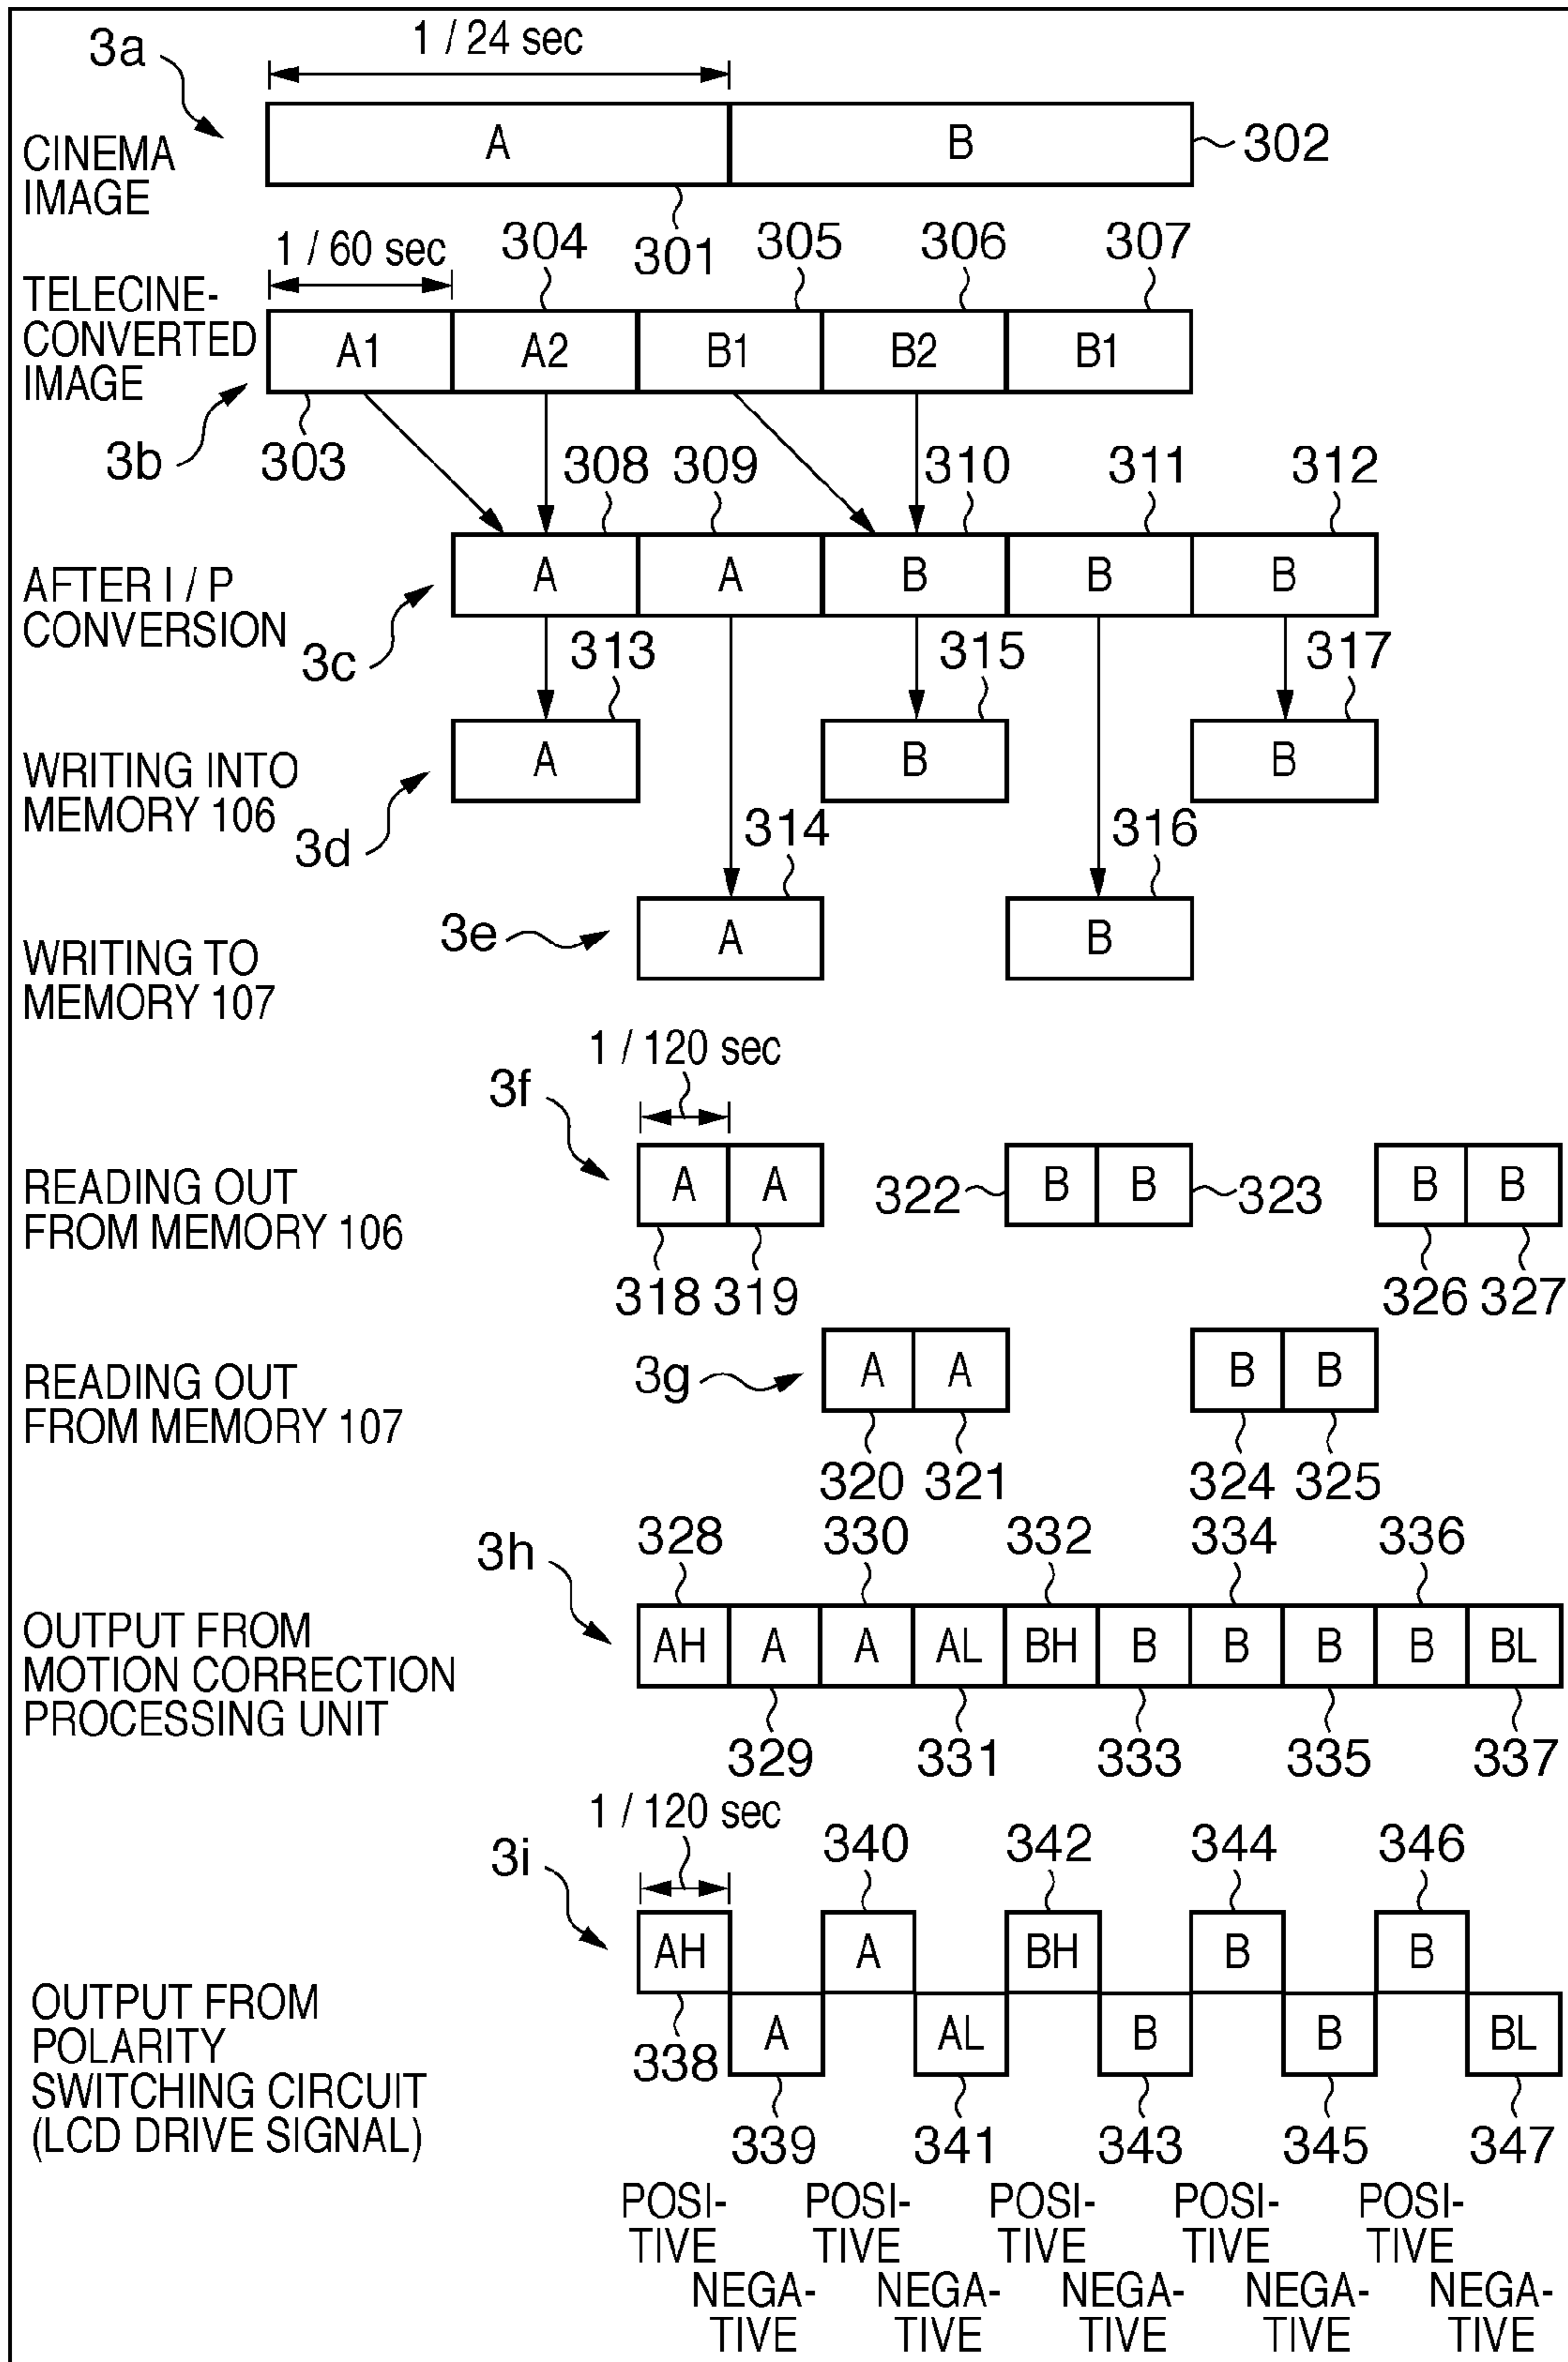 3a
1 / 24 sec
CINEMA
IMAGE
A
B
302
301
TELECINE-
CONVERTED
IMAGE
1 / 60 sec
304
305
306
307
A1
A2
B1
B2
B1
3b
303
308
309
310
311
312
AFTER I / P
CONVERSION
3c
A
A
B
B
B
313
315
317
WRITING INTO
MEMORY 106
3d
A
B
B
314
316
WRITING TO
MEMORY 107
3e
A
B
1 / 120 sec
3f
READING OUT
FROM MEMORY 106
A
A
322
B
B
323
B
B
318
319
326
327
READING OUT
FROM MEMORY 107
3g
A
A
B
B
320
321
324
325
3h
328
330
332
334
336
OUTPUT FROM
MOTION CORRECTION
PROCESSING UNIT
AH
A
A
AL
BH
B
B
B
B
BL
329
331
333
335
337
1 / 120 sec
3i
340
342
344
346
AH
A
BH
B
B
OUTPUT FROM
POLARITY
SWITCHING CIRCUIT
(LCD DRIVE SIGNAL)
338
A
AL
B
B
BL
339
341
343
345
347
POSI-
TIVE
NEGA-
TIVE
POSI-
TIVE
NEGA-
TIVE
POSI-
TIVE
NEGA-
TIVE
POSI-
TIVE
NEGA-
TIVE
POSI-
TIVE
NEGA-
TIVE